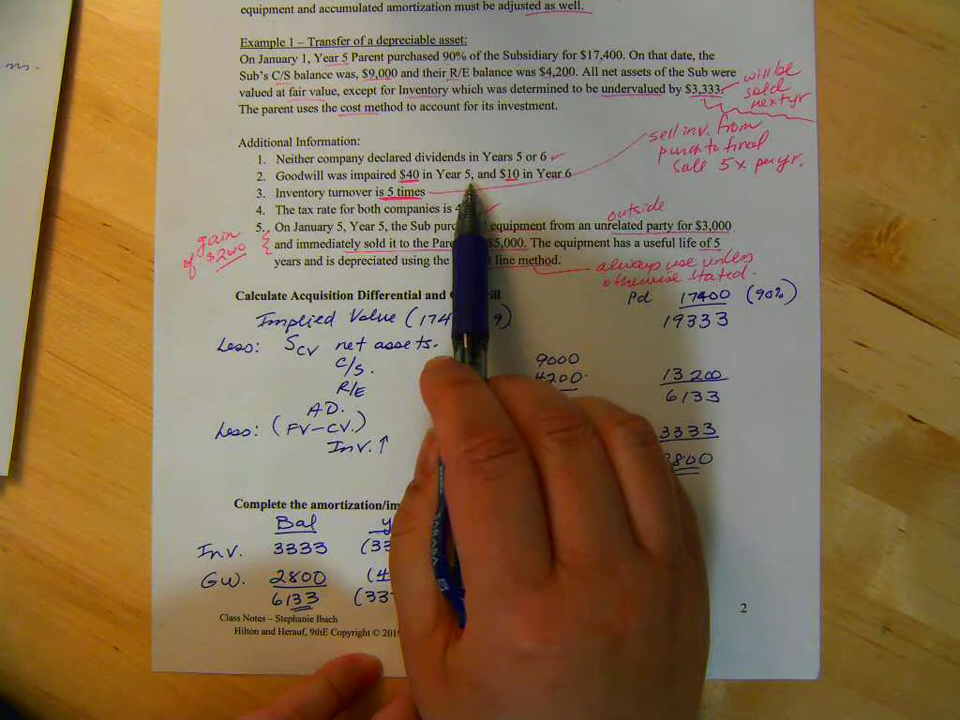 equipment and accumulated amortization must be adjusted as well.
Example 1 – Transfer of a depreciable asset:
On January 1, Year 5 Parent purchased 90% of the Subsidiary for $17,400. On that date, the
Sub's C/S balance was, $9,000 and their R/E balance was $4,200. All net assets of the Sub were
valued at fair value, except for Inventory which was determined to be undervalued by $3,333.
The parent uses the cost method to account for its investment.
will be
sold
next yr
Additional Information:
1. Neither company declared dividends in Years 5 or 6
2. Goodwill was impaired $40 in Year 5, and $10 in Year 6
3. Inventory turnover is 5 times
4. The tax rate for both companies is
5. On January 5, Year 5, the Sub equipment from an unrelated party for $3,000
and immediately sold it to the $5,000. The equipment has a useful life of 5
years and is depreciated using the line method.
sell inv. from
purch to final
sale 5x per yr.
outside
gain
of $2000
always use unless
otherwise stated.
Calculate Acquisition Differential and
Pd 17400 (90%)
Implied Value (174 9) 19333
Less: SCV net assets.
C/S. 9000
R/E 4200 13200
AD. 6133
Less: (FV-CV.)
Inv. ↑ 3333
2800
Complete the
Bal
Inv. 3333 (33
GW. 2800 (4
6133 (33
2
Class Notes – Stephanie Ibach
Hilton and Herauf, 9thE Copyright ©